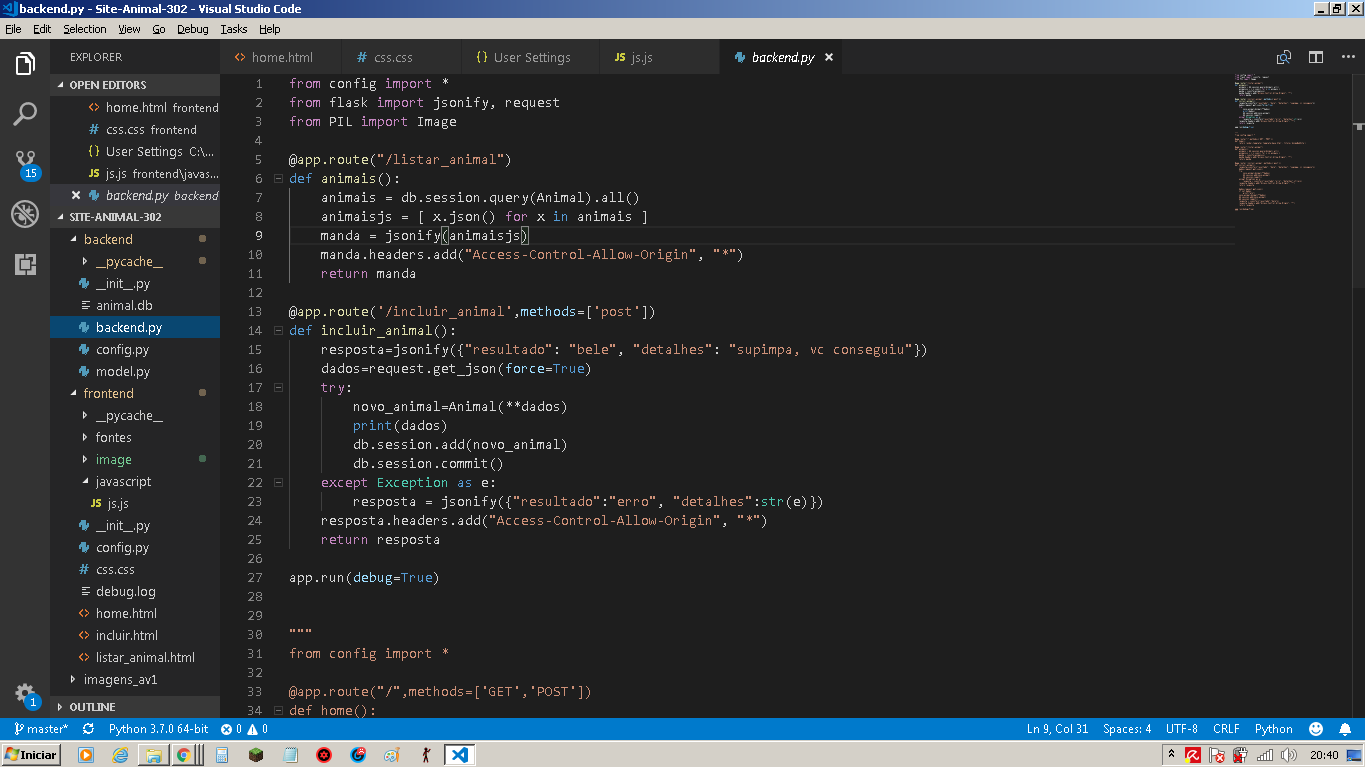 backend.py - Site-Animal-302 - Visual Studio Code
File Edit Selection View Go Debug Tasks Help
EXPLORER
OPEN EDITORS
home.html frontend
css.css frontend
User Settings C:\...
js.js frontend\javas...
backend.py backend
SITE-ANIMAL-302
backend
__pycache__
__init__.py
animal.db
backend.py
config.py
model.py
frontend
__pycache__
fontes
image
javascript
JS js.js
__init__.py
config.py
css.css
debug.log
home.html
incluir.html
listar_animal.html
imagens_av1
OUTLINE
15
1
home.html # css.css {} User Settings JS js.js backend.py
1 from config import *
2 from flask import jsonify, request
3 from PIL import Image
4
5 @app.route("/listar_animal")
6 def animais():
7 animais = db.session.query(Animal).all()
8 animaisjs = [ x.json() for x in animais ]
9 manda = jsonify(animaisjs)
10 manda.headers.add("Access-Control-Allow-Origin", "*")
11 return manda
12
13 @app.route('/incluir_animal',methods=['post'])
14 def incluir_animal():
15 resposta=jsonify({"resultado": "bele", "detalhes": "supimpa, vc conseguiu"})
16 dados=request.get_json(force=True)
17 try:
18 novo_animal=Animal(**dados)
19 print(dados)
20 db.session.add(novo_animal)
21 db.session.commit()
22 except Exception as e:
23 resposta = jsonify({"resultado":"erro", "detalhes":str(e)})
24 resposta.headers.add("Access-Control-Allow-Origin", "*")
25 return resposta
26
27 app.run(debug=True)
28
29
30 """
31 from config import *
32
33 @app.route("/",methods=['GET','POST'])
34 def home():
master* Python 3.7.0 64-bit 0 0 Ln 9, Col 31 Spaces: 4 UTF-8 CRLF Python
Iniciar 20:40